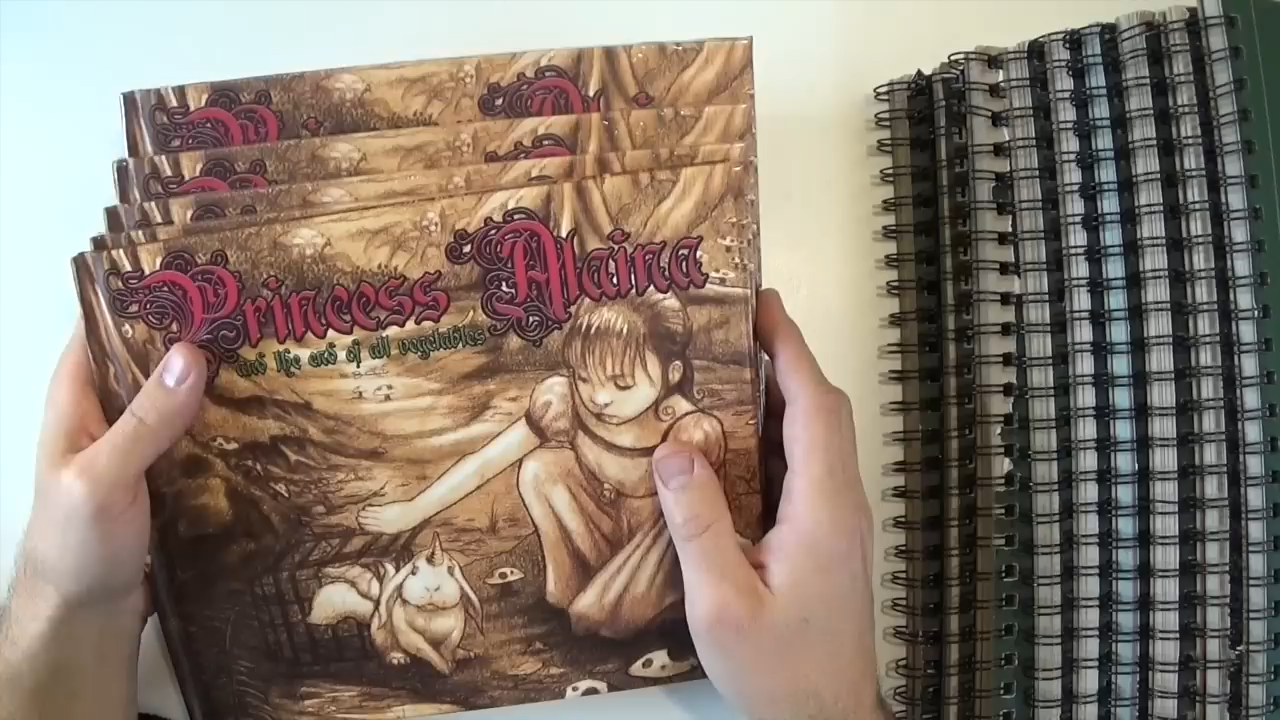 Princess Alaina
and the end of all vegetables